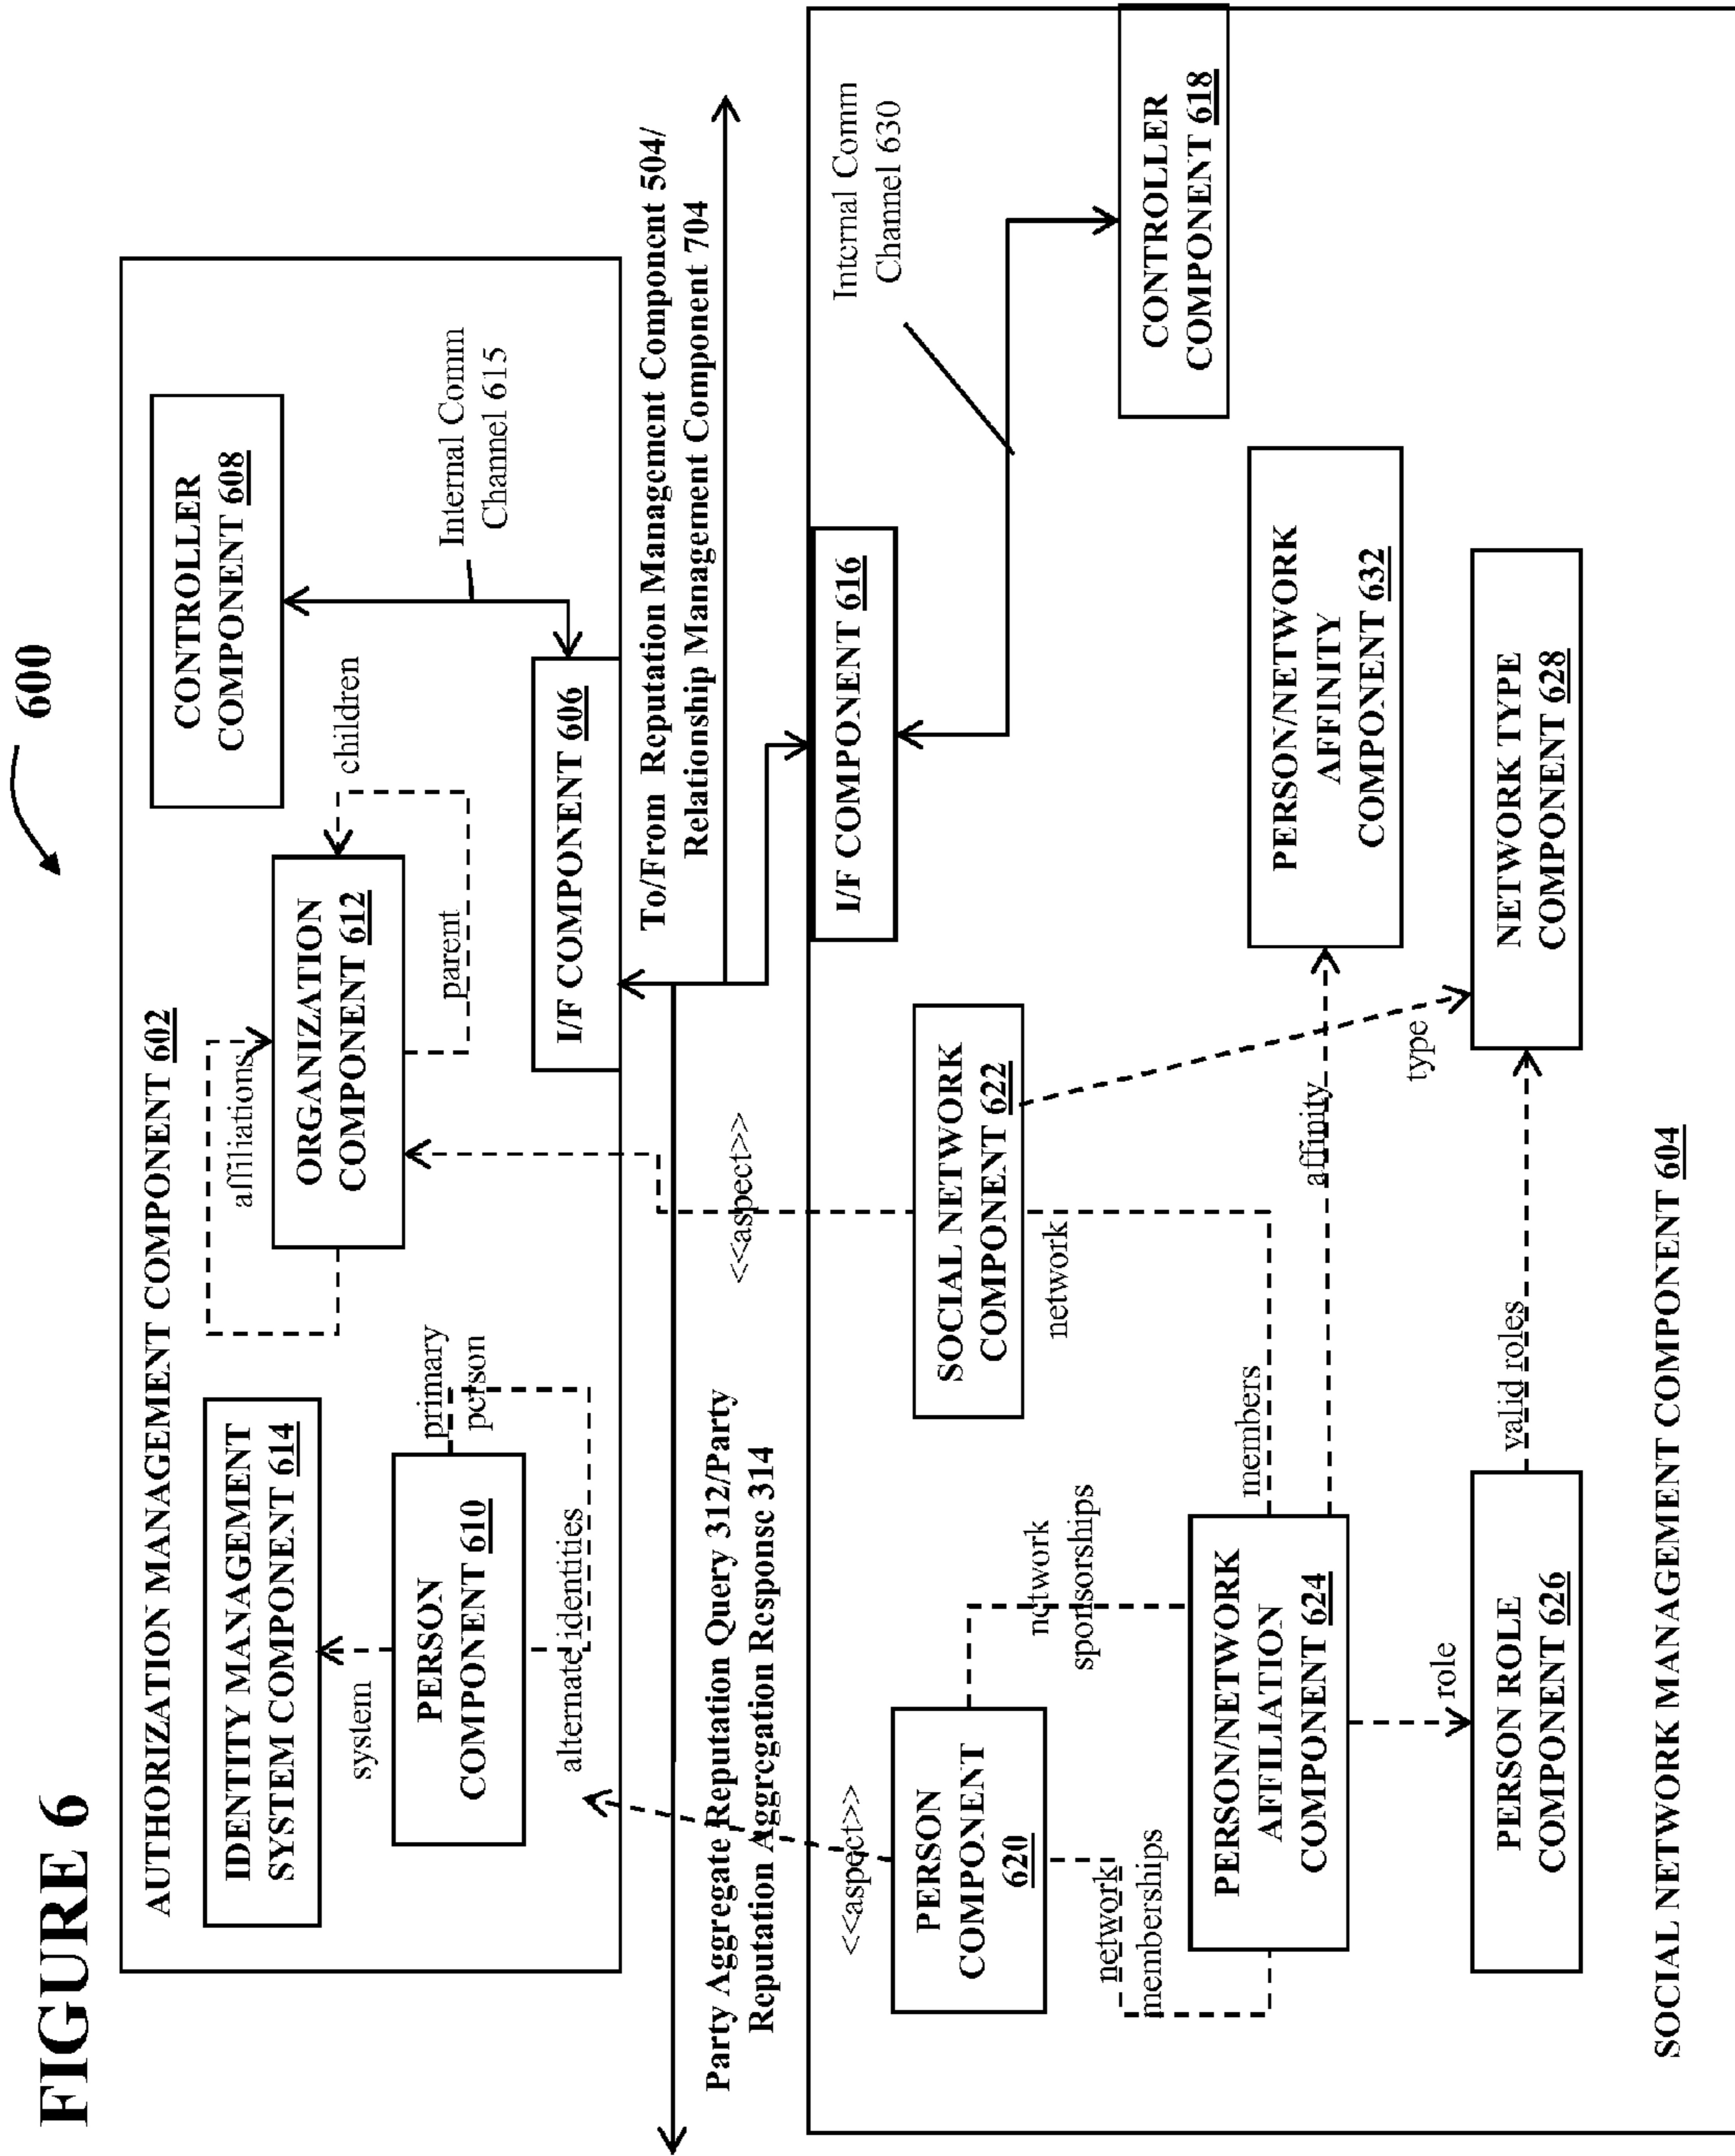 FIGURE 6
600
AUTHORIZATION MANAGEMENT COMPONENT 602
IDENTITY MANAGEMENT
SYSTEM COMPONENT 614
system
PERSON
COMPONENT 610
primary
person
alternate identities
affiliations
ORGANIZATION
COMPONENT 612
parent
children
CONTROLLER
COMPONENT 608
Internal Comm
Channel 615
I/F COMPONENT 606
To/From Reputation Management Component 504/
Relationship Management Component 704
Party Aggregate Reputation Query 312/Party
Reputation Aggregation Response 314
<<aspect>>
<<aspect>>
I/F COMPONENT 616
Internal Comm
Channel 630
CONTROLLER
COMPONENT 618
PERSON
COMPONENT
620
network
sponsorships
network
memberships
SOCIAL NETWORK
COMPONENT 622
network
members
PERSON/NETWORK
AFFILIATION
COMPONENT 624
affinity
PERSON/NETWORK
AFFINITY
COMPONENT 632
type
role
PERSON ROLE
COMPONENT 626
valid roles
NETWORK TYPE
COMPONENT 628
SOCIAL NETWORK MANAGEMENT COMPONENT 604